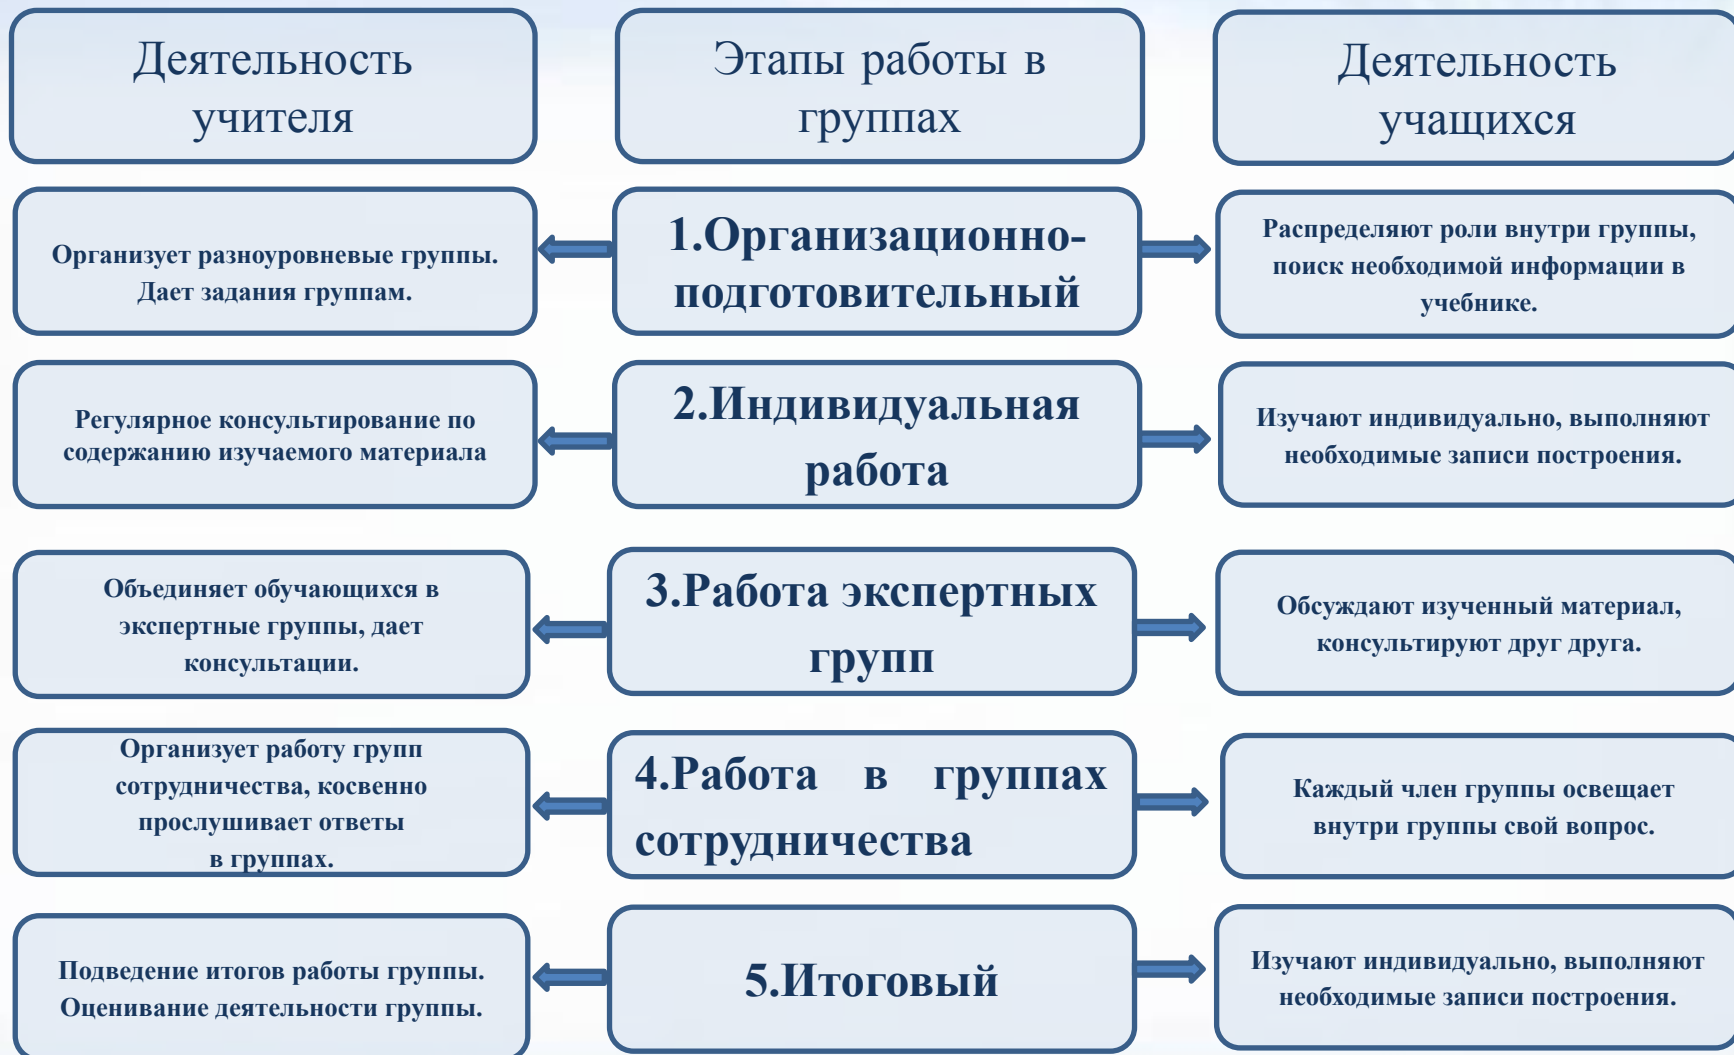 Деятельность
учителя
Этапы работы в
группах
Деятельность
учащихся
Организует разноуровневые группы.
Дает задания группам.
1.Организационно-
подготовительный
Распределяют роли внутри группы,
поиск необходимой информации в
учебнике.
Регулярное консультирование по
содержанию изучаемого материала
2.Индивидуальная
работа
Изучают индивидуально, выполняют
необходимые записи построения.
Объединяет обучающихся в
экспертные группы, дает
консультации.
3.Работа экспертных
групп
Обсуждают изученный материал,
консультируют друг друга.
Организует работу групп
сотрудничества, косвенно
прослушивает ответы
в группах.
4.Работа в группах
сотрудничества
Каждый член группы освещает
внутри группы свой вопрос.
Подведение итогов работы группы.
Оценивание деятельности группы.
5.Итоговый
Изучают индивидуально, выполняют
необходимые записи построения.